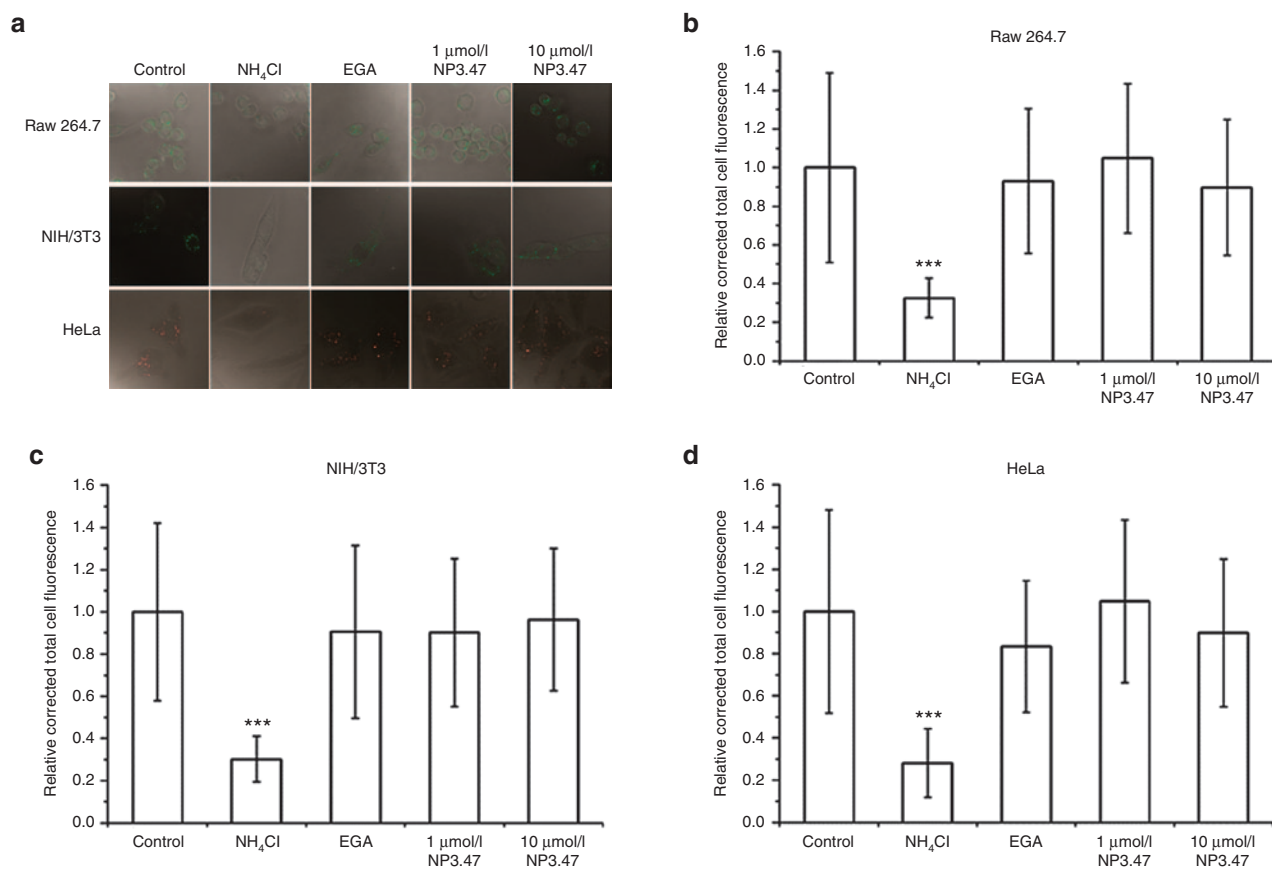 a
Control
NH₄Cl
EGA
1 μmol/l
NP3.47
10 μmol/l
NP3.47
Raw 264.7
NIH/3T3
HeLa
b
Raw 264.7
Relative corrected total cell fluorescence
1.6
1.4
1.2
1.0
0.8
0.6
0.4
0.2
0.0
***
Control
NH₄Cl
EGA
1 μmol/l
NP3.47
10 μmol/l
NP3.47
c
NIH/3T3
Relative corrected total cell fluorescence
1.6
1.4
1.2
1.0
0.8
0.6
0.4
0.2
0.0
***
Control
NH₄Cl
EGA
1 μmol/l
NP3.47
10 μmol/l
NP3.47
d
HeLa
Relative corrected total cell fluorescence
1.6
1.4
1.2
1.0
0.8
0.6
0.4
0.2
0.0
***
Control
NH₄Cl
EGA
1 μmol/l
NP3.47
10 μmol/l
NP3.47